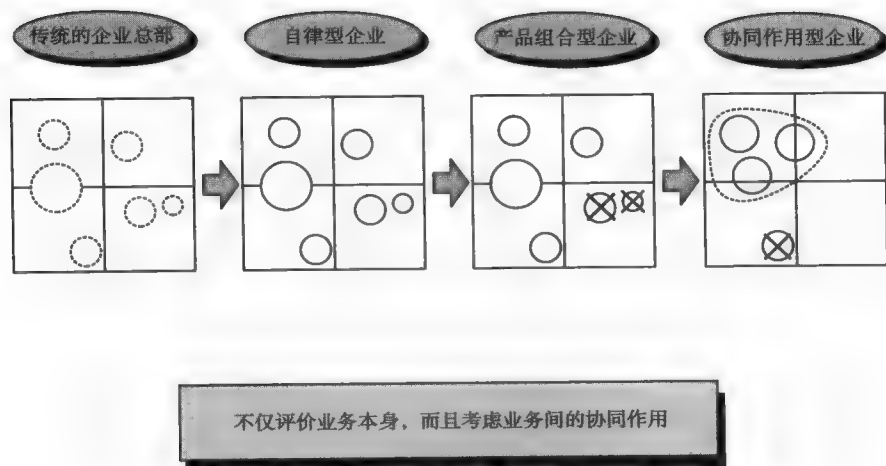 传统的企业总部
自律型企业
产品组合型企业
协同作用型企业
不仅评价业务本身，而且考虑业务间的协同作用